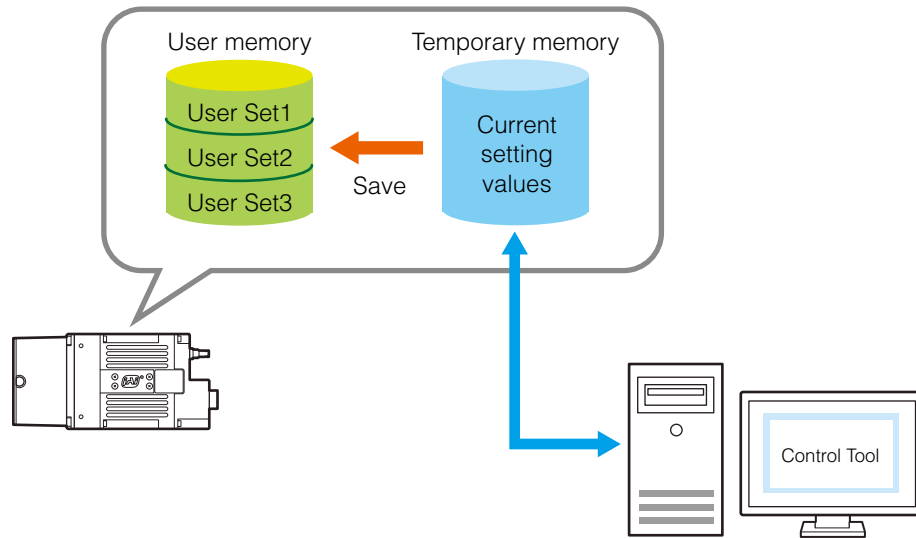 User memory
Temporary memory
User Set1
User Set2
User Set3
Save
Current
setting
values
Control Tool